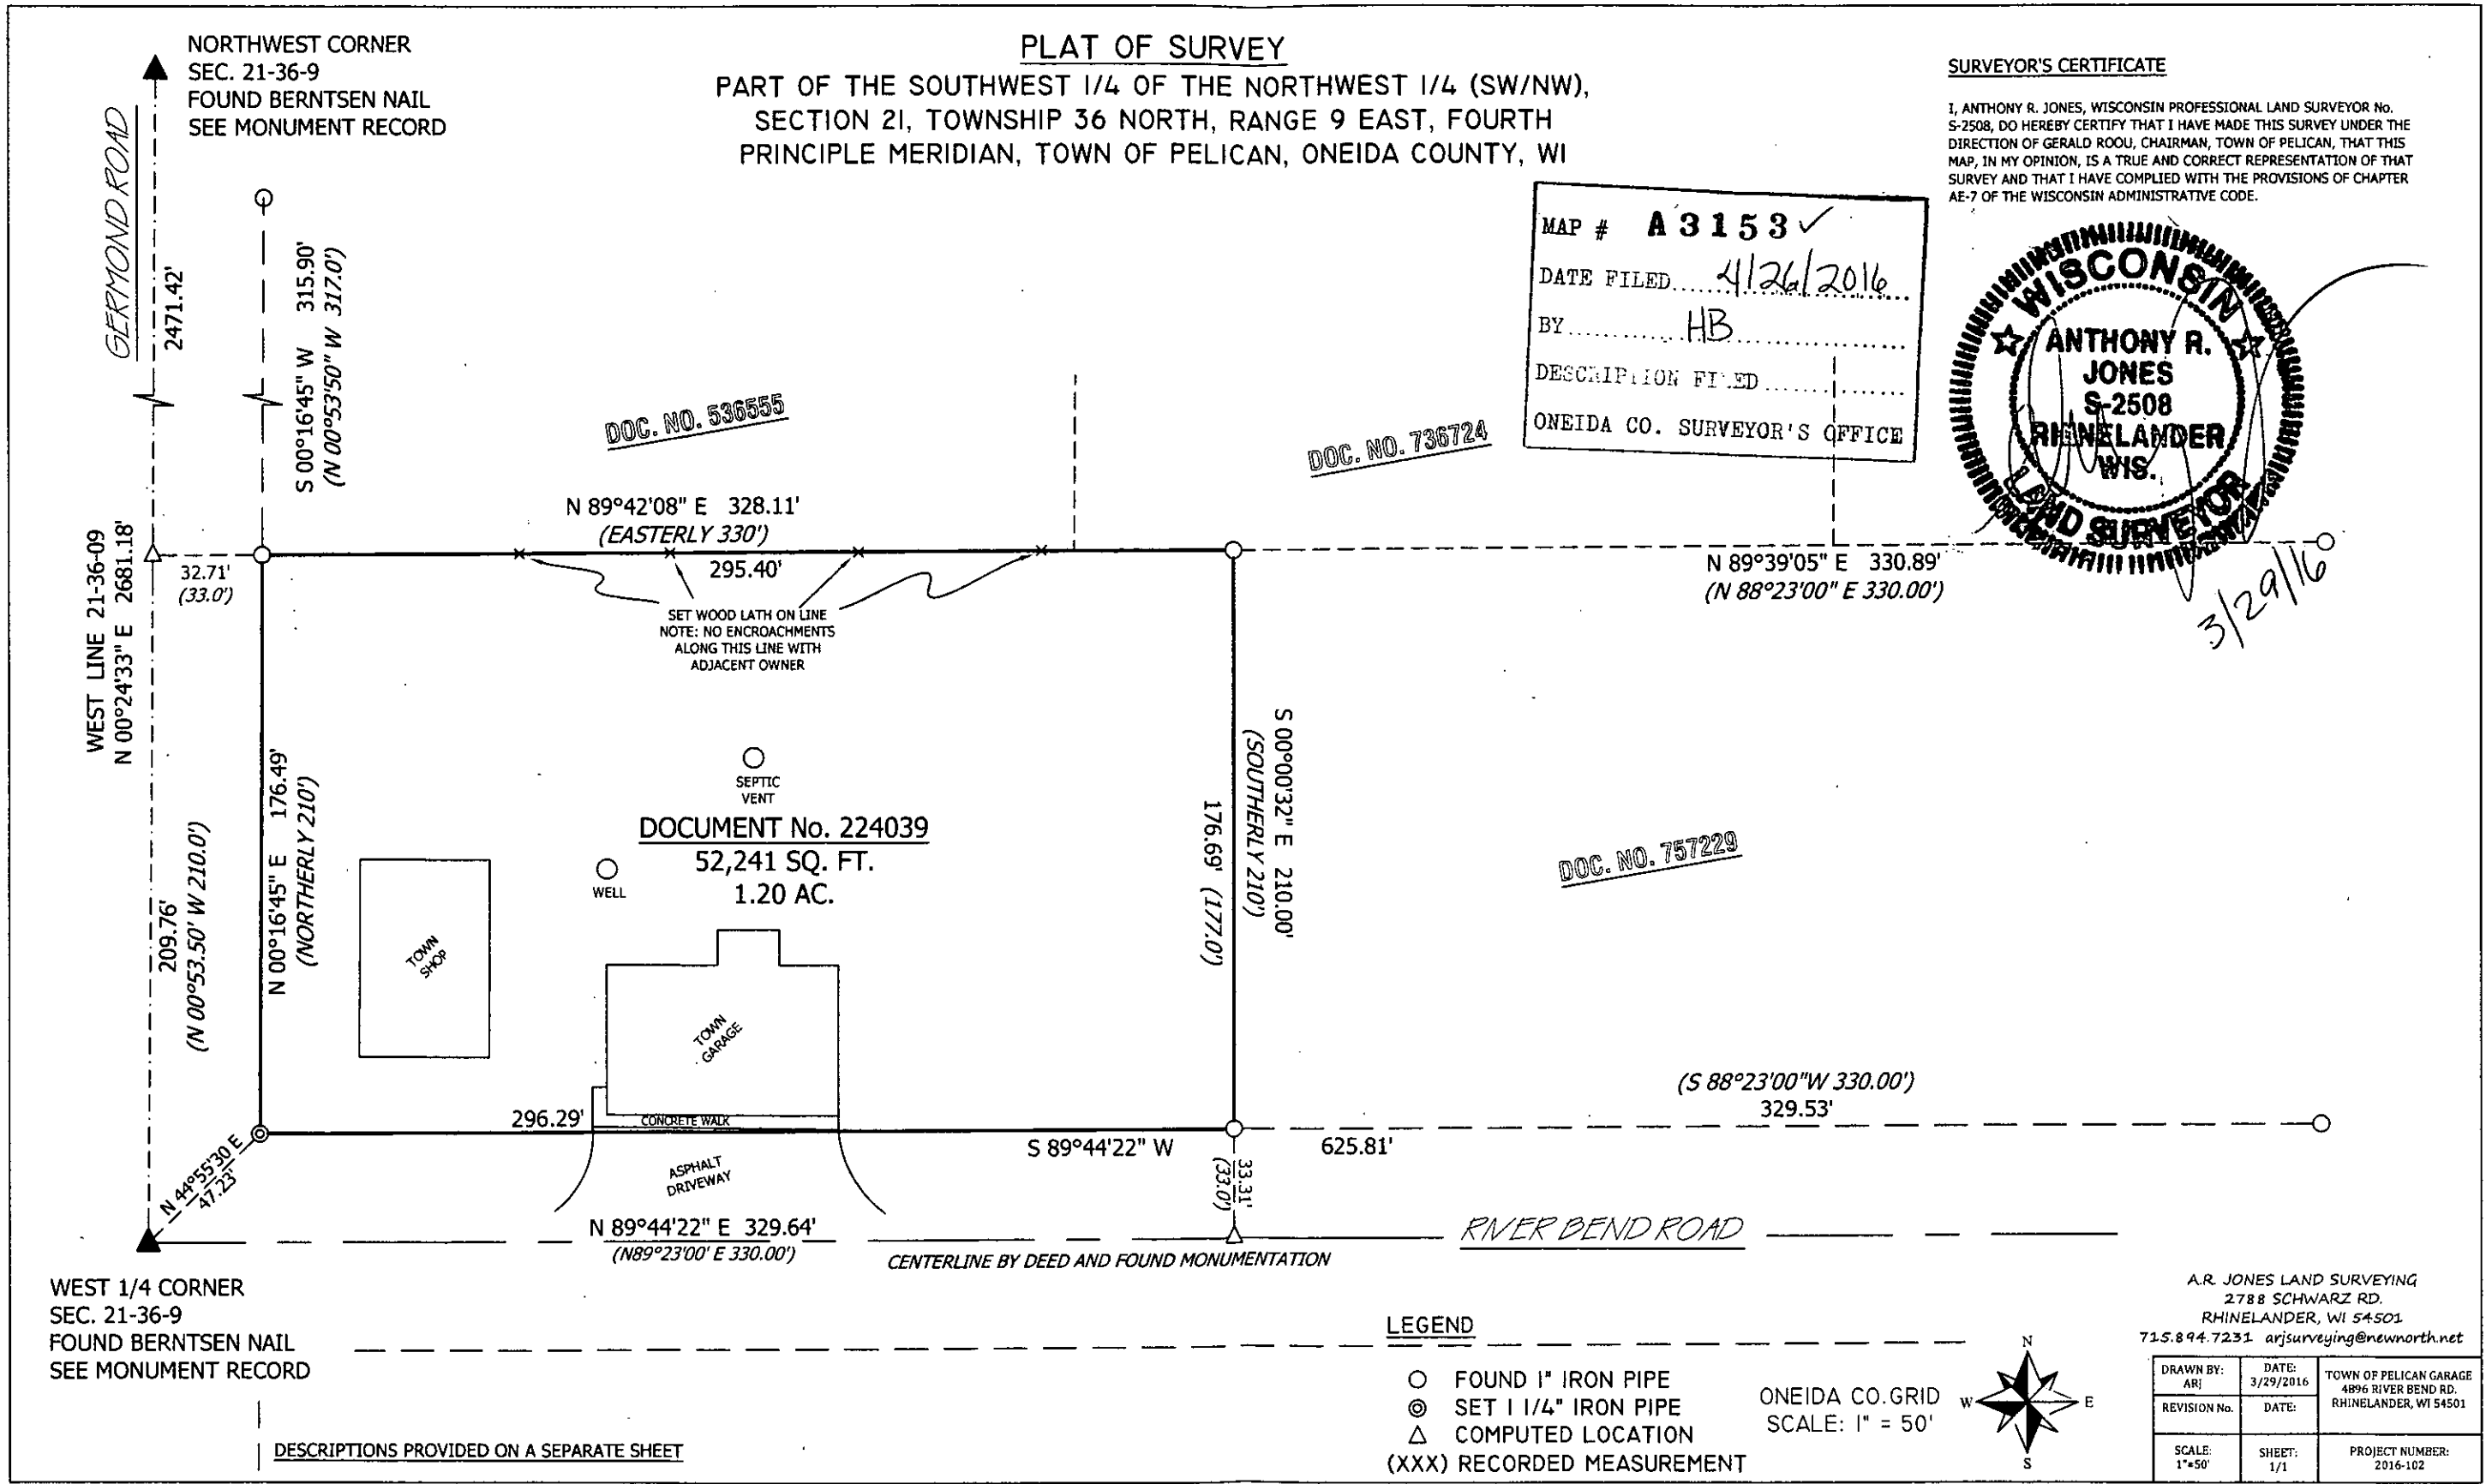 PLAT OF SURVEY
PART OF THE SOUTHWEST 1/4 OF THE NORTHWEST 1/4 (SW/NW),
SECTION 21, TOWNSHIP 36 NORTH, RANGE 9 EAST, FOURTH
PRINCIPLE MERIDIAN, TOWN OF PELICAN, ONEIDA COUNTY, WI
NORTHWEST CORNER
SEC. 21-36-9
FOUND BERNTSEN NAIL
SEE MONUMENT RECORD
SURVEYOR'S CERTIFICATE
I, ANTHONY R. JONES, WISCONSIN PROFESSIONAL LAND SURVEYOR No.
S-2508, DO HEREBY CERTIFY THAT I HAVE MADE THIS SURVEY UNDER THE
DIRECTION OF GERALD ROOU, CHAIRMAN, TOWN OF PELICAN, THAT THIS
MAP, IN MY OPINION, IS A TRUE AND CORRECT REPRESENTATION OF THAT
SURVEY AND THAT I HAVE COMPLIED WITH THE PROVISIONS OF CHAPTER
AE-7 OF THE WISCONSIN ADMINISTRATIVE CODE.
MAP # A3153 ✓
DATE FILED....4/26/2016...
BY...........HB.................
DESCRIPTION FILED..............
ONEIDA CO. SURVEYOR'S OFFICE
WISCONSIN
ANTHONY R.
JONES
S-2508
RHINELANDER
WIS.
LAND SURVEYOR
3/29/16
GERMOND ROAD
2471.42'
S 00°16'45" W 315.90'
(N 00°53'50" W 317.0')
DOC. NO. 536555
DOC. NO. 736724
N 89°42'08" E 328.11'
(EASTERLY 330')
295.40'
32.71'
(33.0')
N 89°39'05" E 330.89'
(N 88°23'00" E 330.00')
SET WOOD LATH ON LINE
NOTE: NO ENCROACHMENTS
ALONG THIS LINE WITH
ADJACENT OWNER
WEST LINE 21-36-09
N 00°24'33" E 2681.18'
209.76'
(N 00°53.50' W 210.0')
N 00°16'45" E 176.49'
(NORTHERLY 210')
SEPTIC
VENT
DOCUMENT No. 224039
52,241 SQ. FT.
1.20 AC.
WELL
TOWN
SHOP
TOWN
GARAGE
176.69' (177.0')
(SOUTHERLY 210')
S 00°00'32" E 210.00'
DOC. NO. 757229
(S 88°23'00"W 330.00')
329.53'
296.29'
CONCRETE WALK
S 89°44'22" W
625.81'
ASPHALT
DRIVEWAY
33.31'
(33.0')
N 44°55'30 E
47.23'
N 89°44'22" E 329.64'
(N89°23'00' E 330.00')
CENTERLINE BY DEED AND FOUND MONUMENTATION
RIVER BEND ROAD
WEST 1/4 CORNER
SEC. 21-36-9
FOUND BERNTSEN NAIL
SEE MONUMENT RECORD
DESCRIPTIONS PROVIDED ON A SEPARATE SHEET
LEGEND
FOUND 1" IRON PIPE
SET 1 1/4" IRON PIPE
COMPUTED LOCATION
(XXX) RECORDED MEASUREMENT
ONEIDA CO.GRID
SCALE: 1" = 50'
N
W
E
S
A.R. JONES LAND SURVEYING
2788 SCHWARZ RD.
RHINELANDER, WI 54501
715.894.7231 arjsurveying@newnorth.net
DRAWN BY:
ARJ
DATE:
3/29/2016
TOWN OF PELICAN GARAGE
4896 RIVER BEND RD.
RHINELANDER, WI 54501
REVISION No.
DATE:
SCALE:
1"=50'
SHEET:
1/1
PROJECT NUMBER:
2016-102